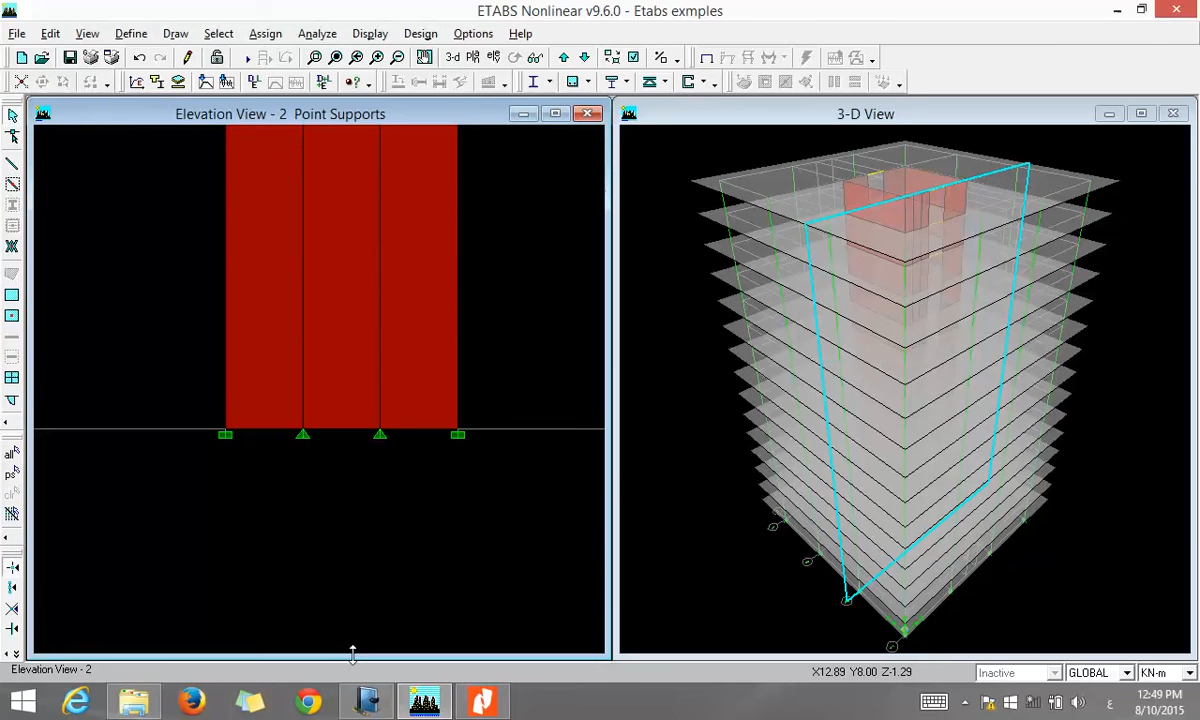 ETABS Nonlinear v9.6.0 - Etabs exmples
File Edit View Define Draw Select Assign Analyze Display Design Options Help
3-d
Elevation View - 2 Point Supports
3-D View
all
ps
clr
Elevation View - 2
X12.89 Y8.00 Z-1.29
Inactive
GLOBAL
KN-m
ع
12:49 PM
8/10/2015